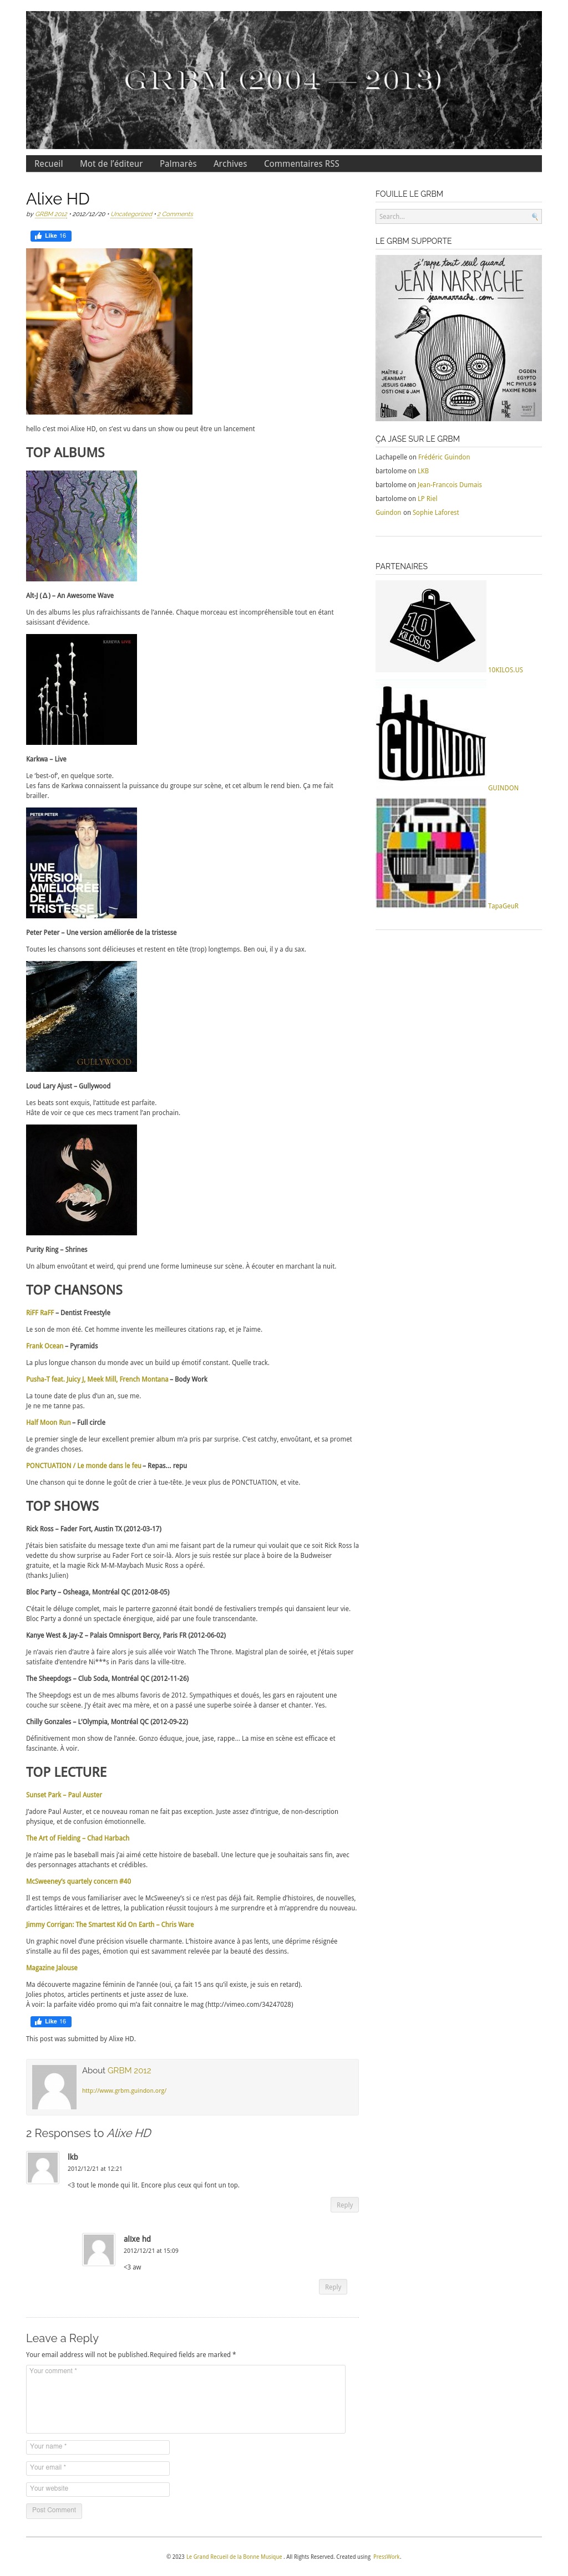 GRBM (2004 — 2013)
Recueil
Mot de l'éditeur
Palmarès
Archives
Commentaires RSS
Alixe HD
by GRBM 2012 • 2012/12/20 • Uncategorized • 2 Comments
Like 16
hello c'est moi Alixe HD, on s'est vu dans un show ou peut être un lancement
TOP ALBUMS
Alt-J (∆) – An Awesome Wave
Un des albums les plus rafraichissants de l'année. Chaque morceau est incompréhensible tout en étant
saisissant d'évidence.
KARKWA LIVE
Karkwa – Live
Le 'best-of', en quelque sorte.
Les fans de Karkwa connaissent la puissance du groupe sur scène, et cet album le rend bien. Ça me fait
brailler.
PETER PETER
UNE
VERSION
AMÉLIORÉE
DE LA
TRISTESSE
Peter Peter – Une version améliorée de la tristesse
Toutes les chansons sont délicieuses et restent en tête (trop) longtemps. Ben oui, il y a du sax.
GULLYWOOD
Loud Lary Ajust – Gullywood
Les beats sont exquis, l'attitude est parfaite.
Hâte de voir ce que ces mecs trament l'an prochain.
Purity Ring – Shrines
Un album envoûtant et weird, qui prend une forme lumineuse sur scène. À écouter en marchant la nuit.
TOP CHANSONS
RiFF RaFF – Dentist Freestyle
Le son de mon été. Cet homme invente les meilleures citations rap, et je l'aime.
Frank Ocean – Pyramids
La plus longue chanson du monde avec un build up émotif constant. Quelle track.
Pusha-T feat. Juicy J, Meek Mill, French Montana – Body Work
La toune date de plus d'un an, sue me.
Je ne me tanne pas.
Half Moon Run – Full circle
Le premier single de leur excellent premier album m'a pris par surprise. C'est catchy, envoûtant, et sa promet
de grandes choses.
PONCTUATION / Le monde dans le feu – Repas… repu
Une chanson qui te donne le goût de crier à tue-tête. Je veux plus de PONCTUATION, et vite.
TOP SHOWS
Rick Ross – Fader Fort, Austin TX (2012-03-17)
J'étais bien satisfaite du message texte d'un ami me faisant part de la rumeur qui voulait que ce soit Rick Ross la
vedette du show surprise au Fader Fort ce soir-là. Alors je suis restée sur place à boire de la Budweiser
gratuite, et la magie Rick M-M-Maybach Music Ross a opéré.
(thanks Julien)
Bloc Party – Osheaga, Montréal QC (2012-08-05)
C'était le déluge complet, mais le parterre gazonné était bondé de festivaliers trempés qui dansaient leur vie.
Bloc Party a donné un spectacle énergique, aidé par une foule transcendante.
Kanye West & Jay-Z – Palais Omnisport Bercy, Paris FR (2012-06-02)
Je n'avais rien d'autre à faire alors je suis allée voir Watch The Throne. Magistral plan de soirée, et j'étais super
satisfaite d'entendre Ni***s in Paris dans la ville-titre.
The Sheepdogs – Club Soda, Montréal QC (2012-11-26)
The Sheepdogs est un de mes albums favoris de 2012. Sympathiques et doués, les gars en rajoutent une
couche sur scèene. J'y était avec ma mère, et on a passé une superbe soirée à danser et chanter. Yes.
Chilly Gonzales – L'Olympia, Montréal QC (2012-09-22)
Définitivement mon show de l'année. Gonzo éduque, joue, jase, rappe… La mise en scène est efficace et
fascinante. À voir.
TOP LECTURE
Sunset Park – Paul Auster
J'adore Paul Auster, et ce nouveau roman ne fait pas exception. Juste assez d'intrigue, de non-description
physique, et de confusion émotionnelle.
The Art of Fielding – Chad Harbach
Je n'aime pas le baseball mais j'ai aimé cette histoire de baseball. Une lecture que je souhaitais sans fin, avec
des personnages attachants et crédibles.
McSweeney's quartely concern #40
Il est temps de vous familiariser avec le McSweeney's si ce n'est pas déjà fait. Remplie d'histoires, de nouvelles,
d'articles littéraires et de lettres, la publication réussit toujours à me surprendre et à m'apprendre du nouveau.
Jimmy Corrigan: The Smartest Kid On Earth – Chris Ware
Un graphic novel d'une précision visuelle charmante. L'histoire avance à pas lents, une déprime résignée
s'installe au fil des pages, émotion qui est savamment relevée par la beauté des dessins.
Magazine Jalouse
Ma découverte magazine féminin de l'année (oui, ça fait 15 ans qu'il existe, je suis en retard).
Jolies photos, articles pertinents et juste assez de luxe.
À voir: la parfaite vidéo promo qui m'a fait connaitre le mag (http://vimeo.com/34247028)
Like 16
This post was submitted by Alixe HD.
About GRBM 2012
http://www.grbm.guindon.org/
2 Responses to Alixe HD
lkb
2012/12/21 at 12:21
<3 tout le monde qui lit. Encore plus ceux qui font un top.
Reply
alixe hd
2012/12/21 at 15:09
<3 aw
Reply
Leave a Reply
Your email address will not be published.Required fields are marked *
Your comment *
Your name *
Your email *
Your website
Post Comment
FOUILLE LE GRBM
Search...
LE GRBM SUPPORTE
j'rappe tout seul quand
JEAN NARRACHE
jeannarrache.com
MAÎTRE J
JEANBART
JESUIS GABBO
OSTI ONE & JAM
OGDEN
EGYPTO
MC PHYLIS &
MAXIME ROBIN
ÇA JASE SUR LE GRBM
Lachapelle on Frédéric Guindon
bartolome on LKB
bartolome on Jean-Francois Dumais
bartolome on LP Riel
Guindon on Sophie Laforest
PARTENAIRES
10
KILOS.US
10KILOS.US
GUINDON
GUINDON
TapaGeuR
© 2023 Le Grand Recueil de la Bonne Musique . All Rights Reserved. Created using PressWork.